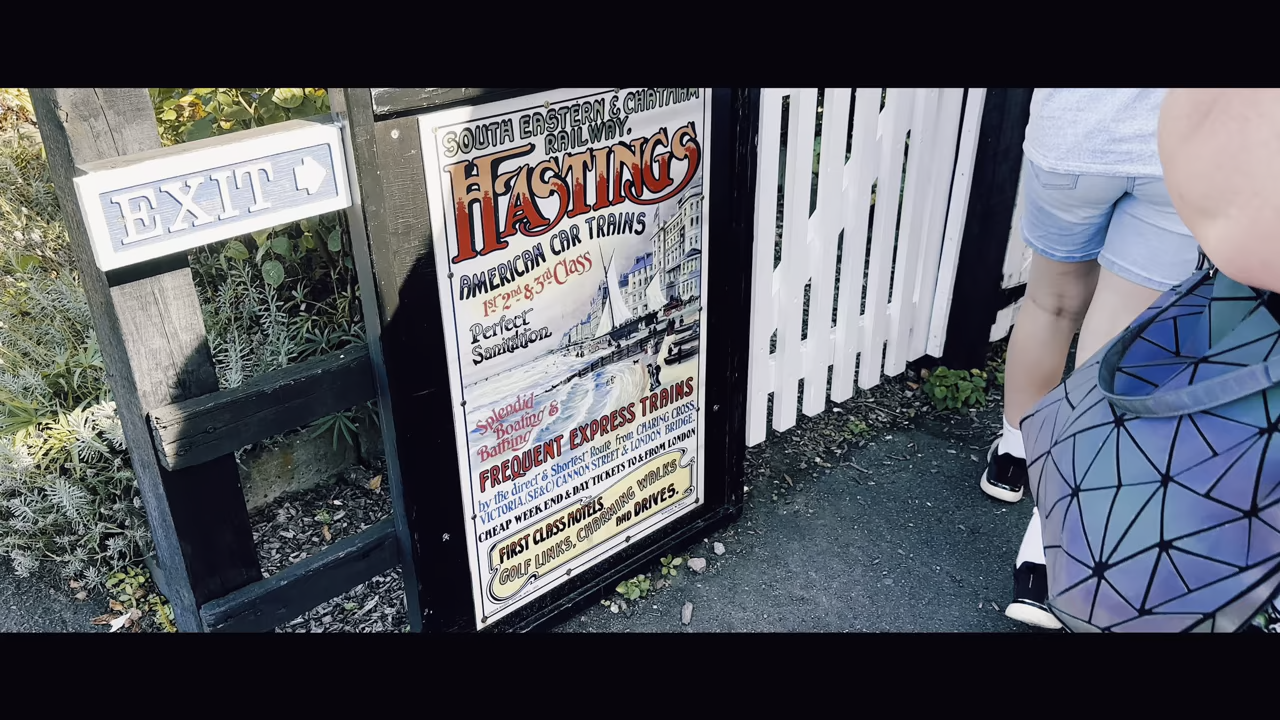 EXIT
SOUTH EASTERN & CHATHAM
RAILWAY.
HASTINGS
AMERICAN CAR TRAINS
1st 2nd & 3rd Class
Perfect
Sanitation
Splendid
Boating &
Bathing
FREQUENT EXPRESS TRAINS
by the direct & Shortest Route from CHARING CROSS,
VICTORIA, (SE&C) CANNON STREET & LONDON BRIDGE.
CHEAP WEEK END & DAY TICKETS TO & FROM LONDON
FIRST CLASS HOTELS
GOLF LINKS, CHARMING WALKS
AND DRIVES.